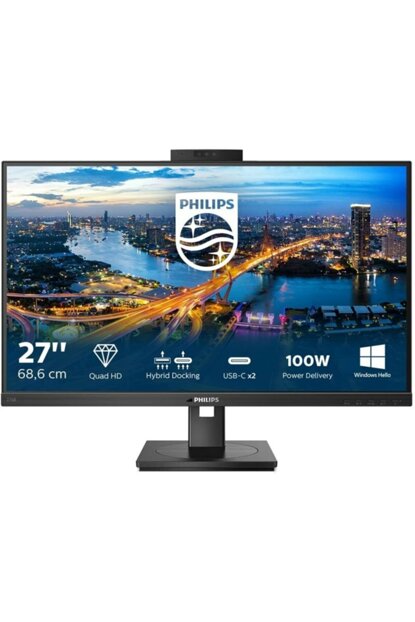 PHILIPS
27"
68,6 cm
Quad HD
Hybrid Docking
USB-C x2
100W
Power Delivery
Windows Hello
PHILIPS